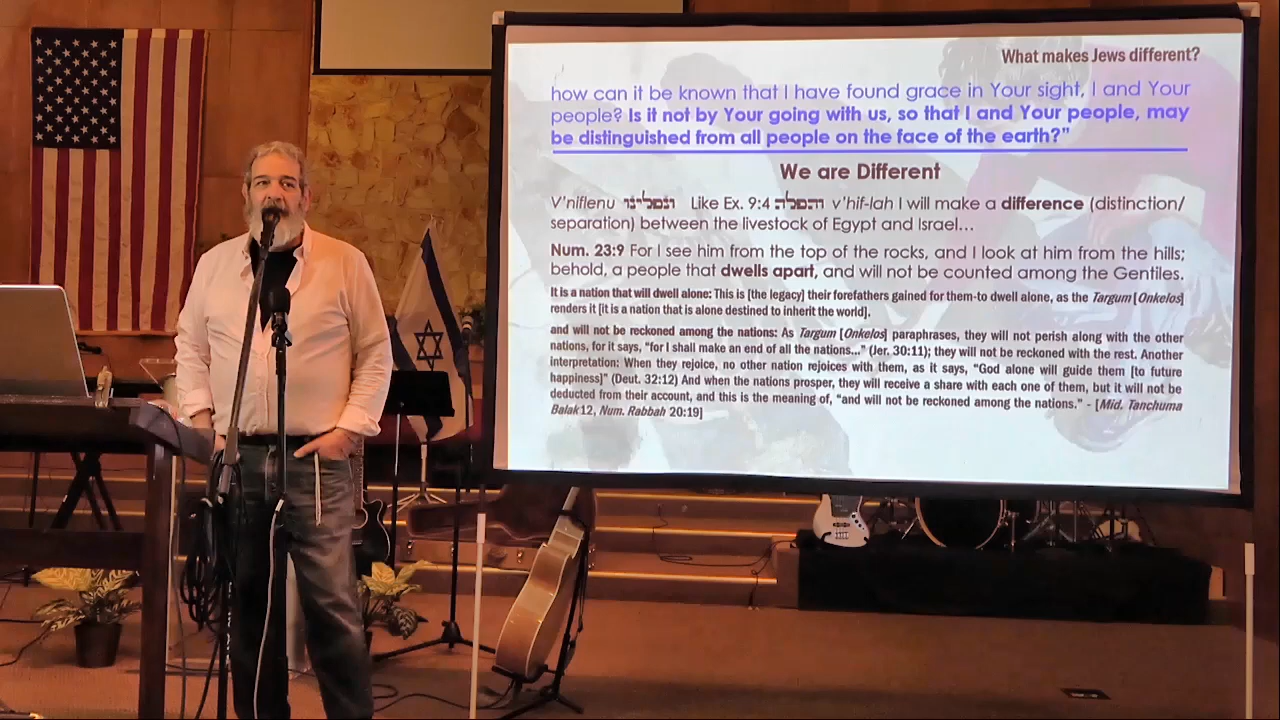 What makes Jews different?
how can it be known that I have found grace in Your sight, I and Your
people? Is it not by Your going with us, so that I and Your people, may
be distinguished from all people on the face of the earth?"
We are Different
V'niflenu Like Ex. 9:4 v'hif-lah I will make a difference (distinction/
separation) between the livestock of Egypt and Israel...
Num. 23:9 For I see him from the top of the rocks, and I look at him from the hills;
behold, a people that dwells apart, and will not be counted among the Gentiles.
It is a nation that will dwell alone: This is [the legacy] their forefathers gained for them-to dwell alone, as the Targum [Onkelos]
renders it [it is a nation that is alone destined to inherit the world].
and will not be reckoned among the nations: As Targum [Onkelos] paraphrases, they will not perish along with the other
nations, for it says, "for I shall make an end of all the nations..." (Jer. 30:11); they will not be reckoned with the rest. Another
interpretation: When they rejoice, no other nation rejoices with them, as it says, "God alone will guide them [to future
happiness]" (Deut. 32:12) And when the nations prosper, they will receive a share with each one of them, but it will not be
deducted from their account, and this is the meaning of, "and will not be reckoned among the nations." - [Mid. Tanchuma
Balak12, Num. Rabbah 20:19]